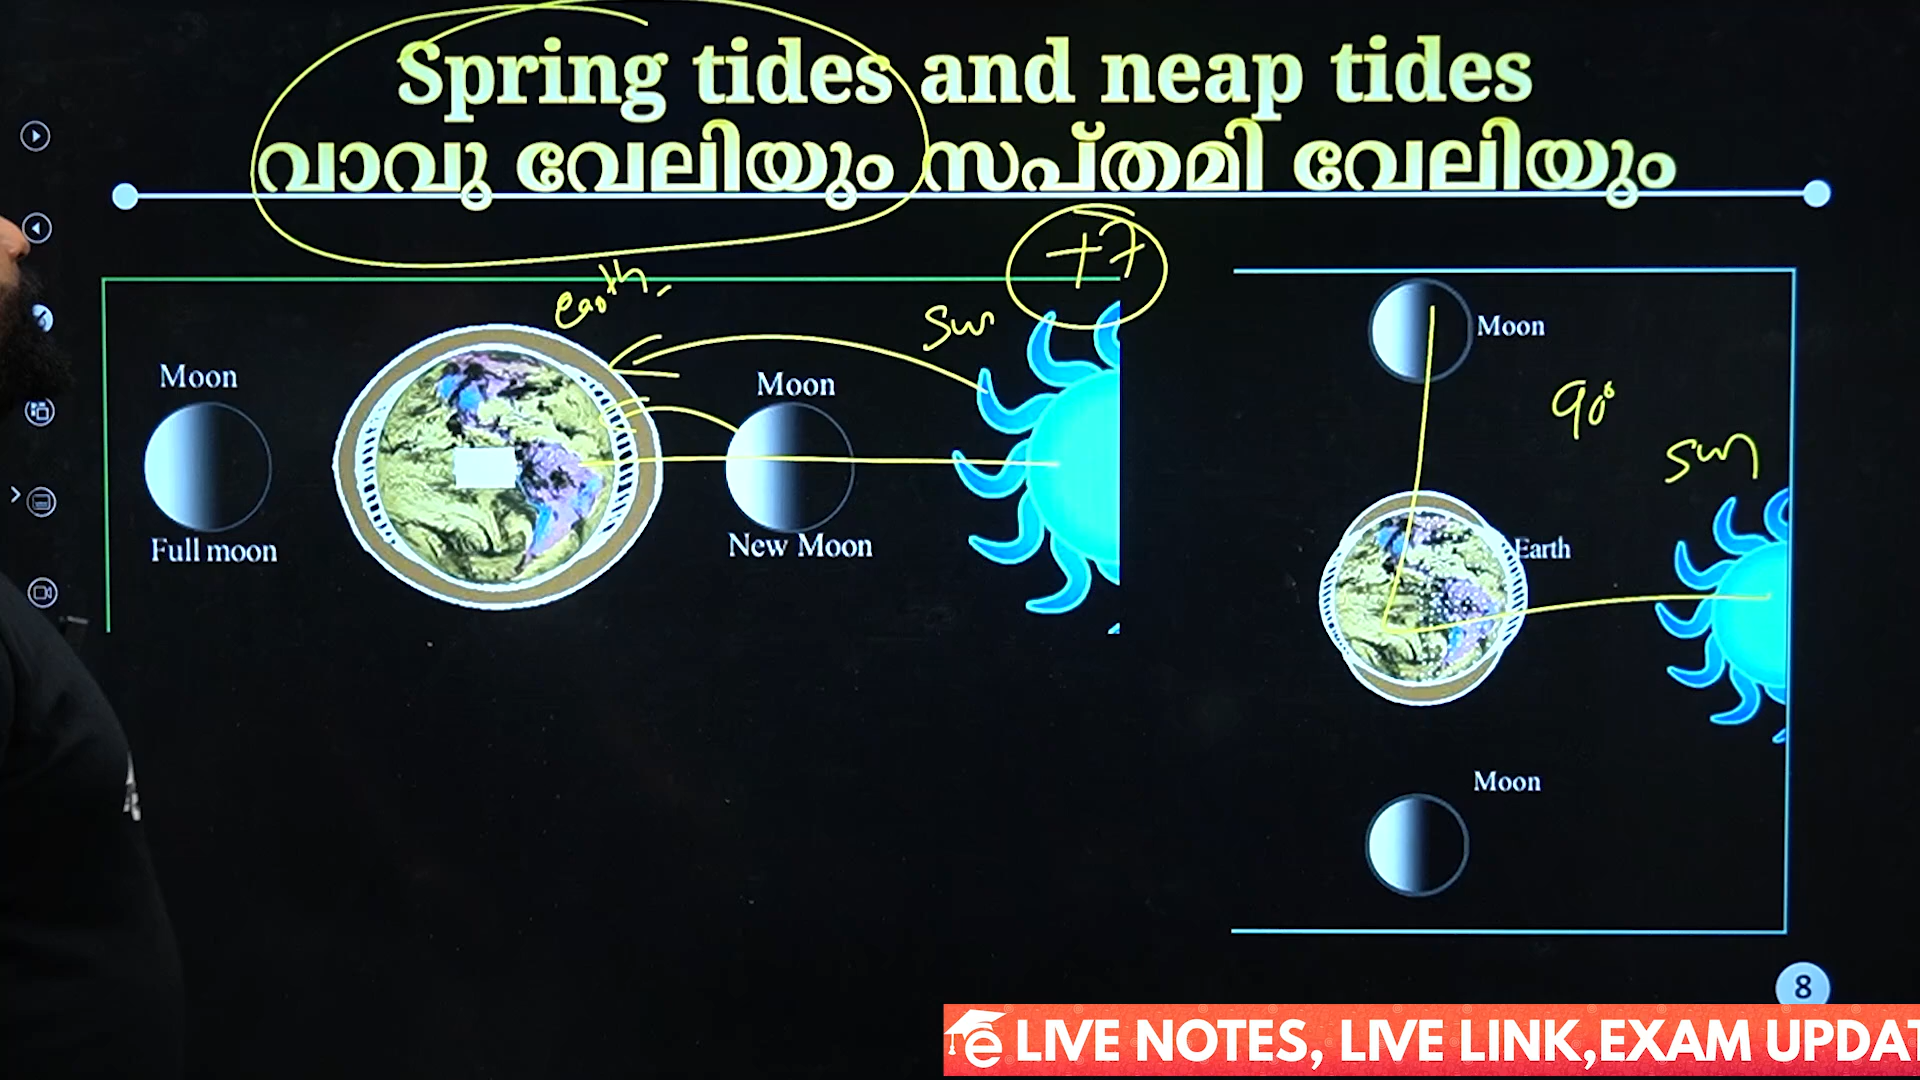 Spring tides and neap tides
വാവു വേലിയും സപ്തമി വേലിയും
+7
earth
Sun
Moon
Full moon
Moon
New Moon
Moon
90°
Sun
Earth
Moon
8
LIVE NOTES, LIVE LINK,EXAM UPDAT